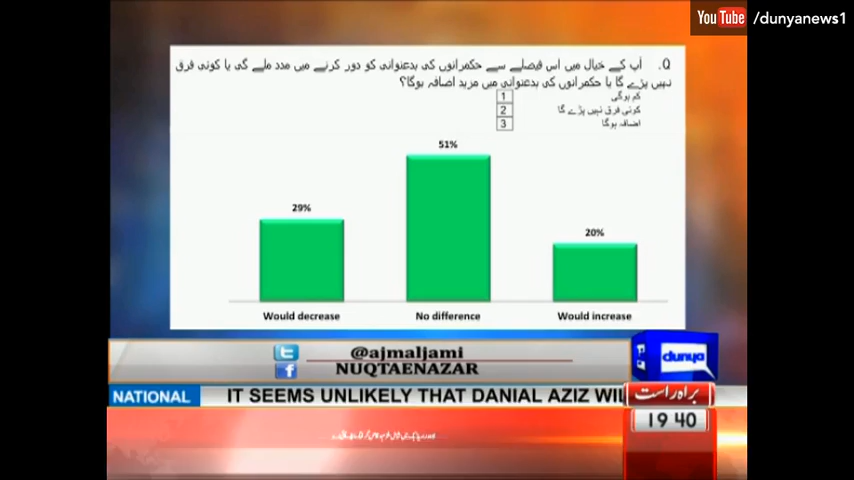 You Tube /dunyanews1
Q. آپ کے خیال میں اس فیصلے سے حکمرانوں کی بدعنوانی کو دور کرنے میں مدد ملے گی یا کوئی فرق
نہیں پڑے گا یا حکمرانوں کی بدعنوانی میں مزید اضافہ ہوگا؟
کم ہوگی 1
کوئی فرق نہیں پڑے گا 2
اضافہ ہوگا 3
51%
29%
20%
Would decrease No difference Would increase
@ajmaljami
NUQTAENAZAR
dunya
NATIONAL IT SEEMS UNLIKELY THAT DANIAL AZIZ WIL
براہ راست
19 40